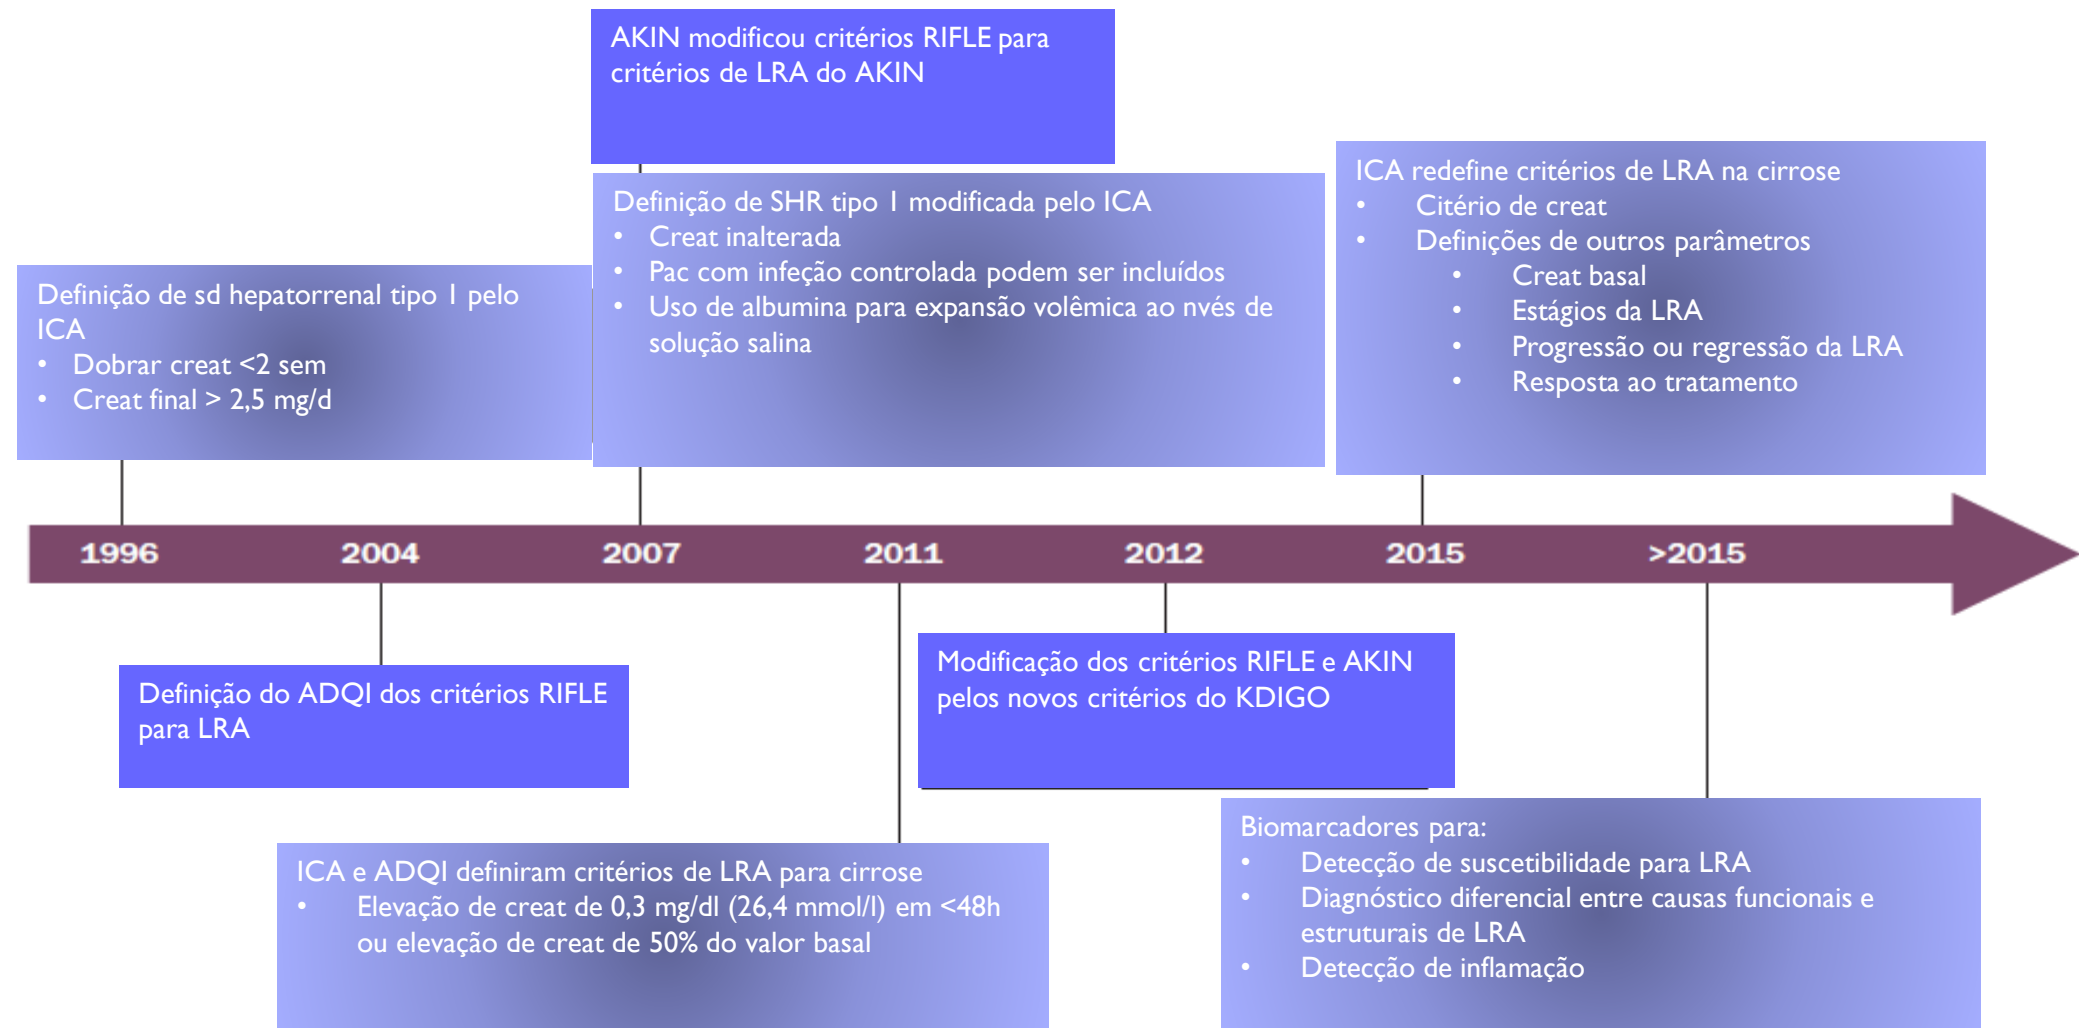 AKIN modificou critérios RIFLE para
critérios de LRA do AKIN
Definição de SHR tipo 1 modificada pelo ICA
• Creat inalterada
• Pac com infeção controlada podem ser incluídos
• Uso de albumina para expansão volêmica ao nvés de
solução salina
ICA redefine critérios de LRA na cirrose
• Citério de creat
• Definições de outros parâmetros
• Creat basal
• Estágios da LRA
• Progressão ou regressão da LRA
• Resposta ao tratamento
Definição de sd hepatorrenal tipo 1 pelo
ICA
• Dobrar creat <2 sem
• Creat final > 2,5 mg/d
1996 2004 2007 2011 2012 2015 >2015
Definição do ADQI dos critérios RIFLE
para LRA
Modificação dos critérios RIFLE e AKIN
pelos novos critérios do KDIGO
ICA e ADQI definiram critérios de LRA para cirrose
• Elevação de creat de 0,3 mg/dl (26,4 mmol/l) em <48h
ou elevação de creat de 50% do valor basal
Biomarcadores para:
• Detecção de suscetibilidade para LRA
• Diagnóstico diferencial entre causas funcionais e
estruturais de LRA
• Detecção de inflamação